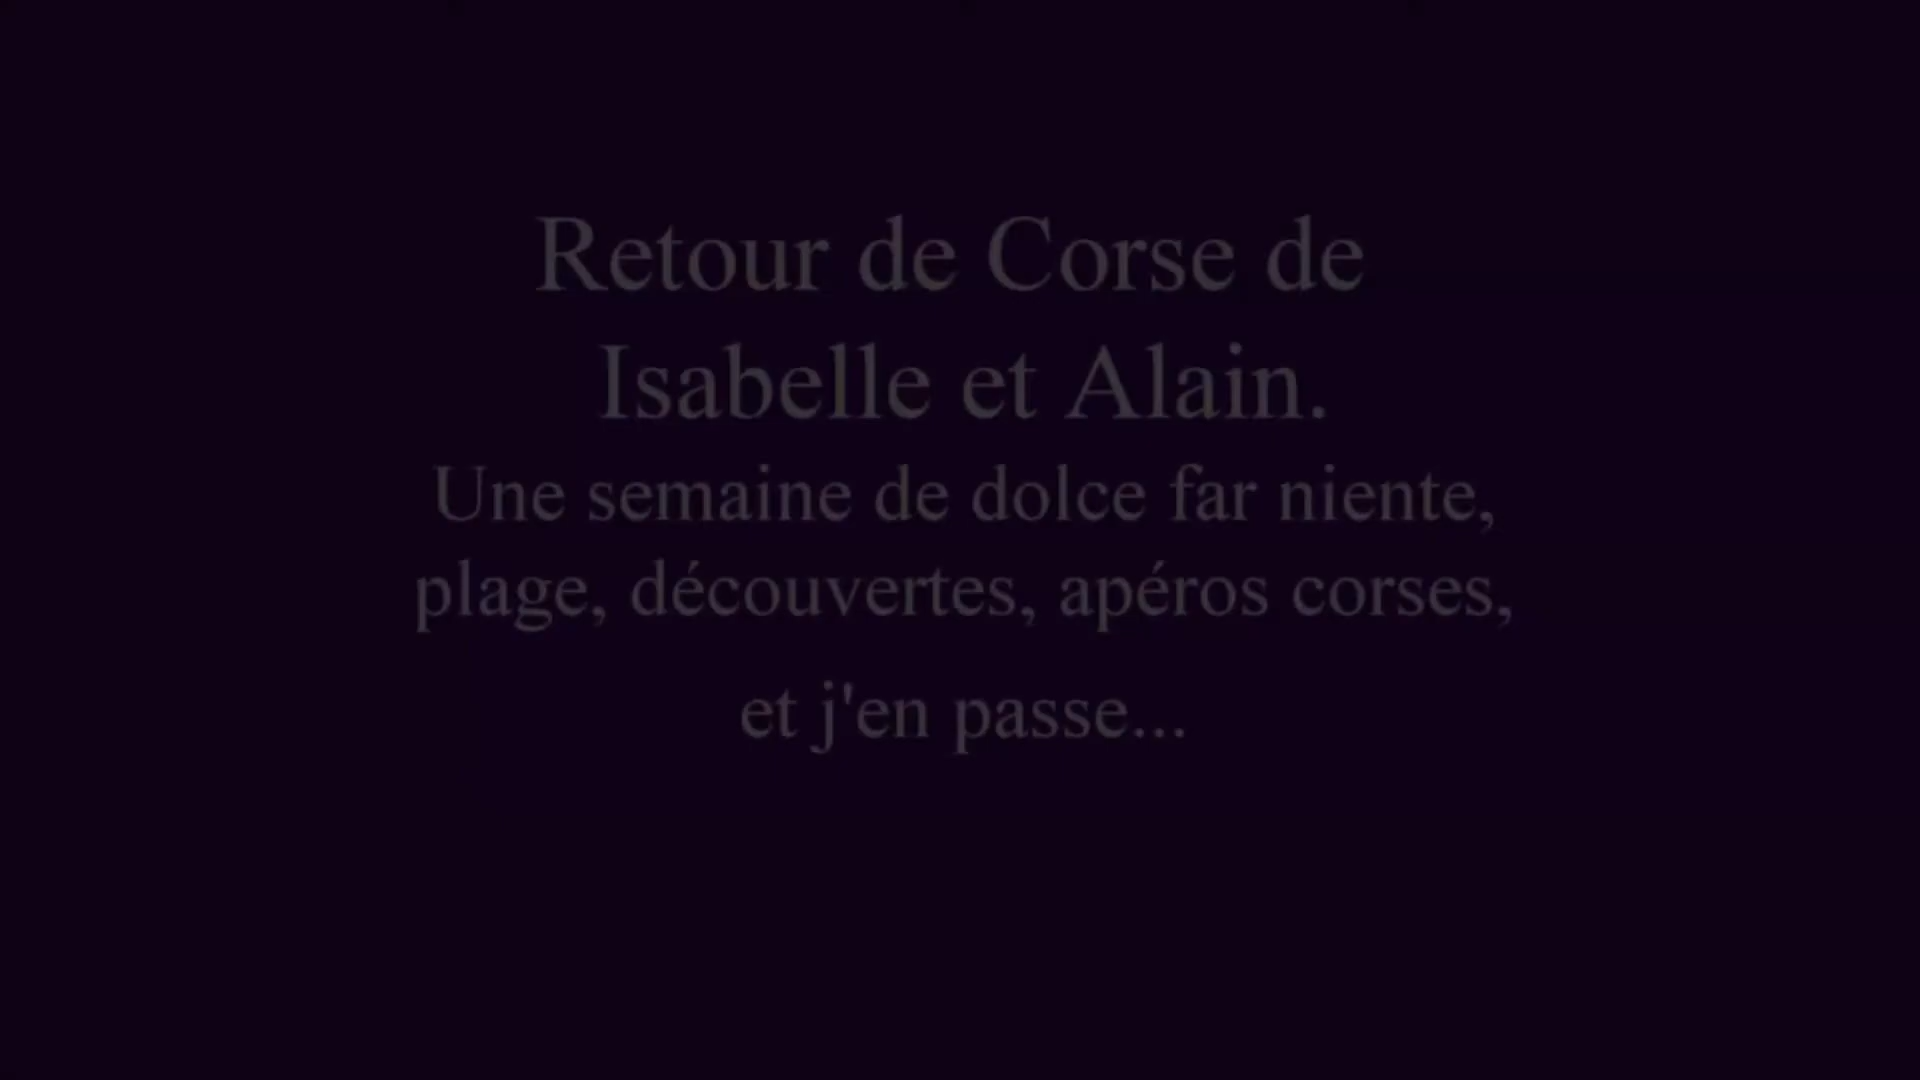 Retour de Corse de
Isabelle et Alain.
Une semaine de dolce far niente,
plage, découvertes, apéros corses,
et j'en passe...